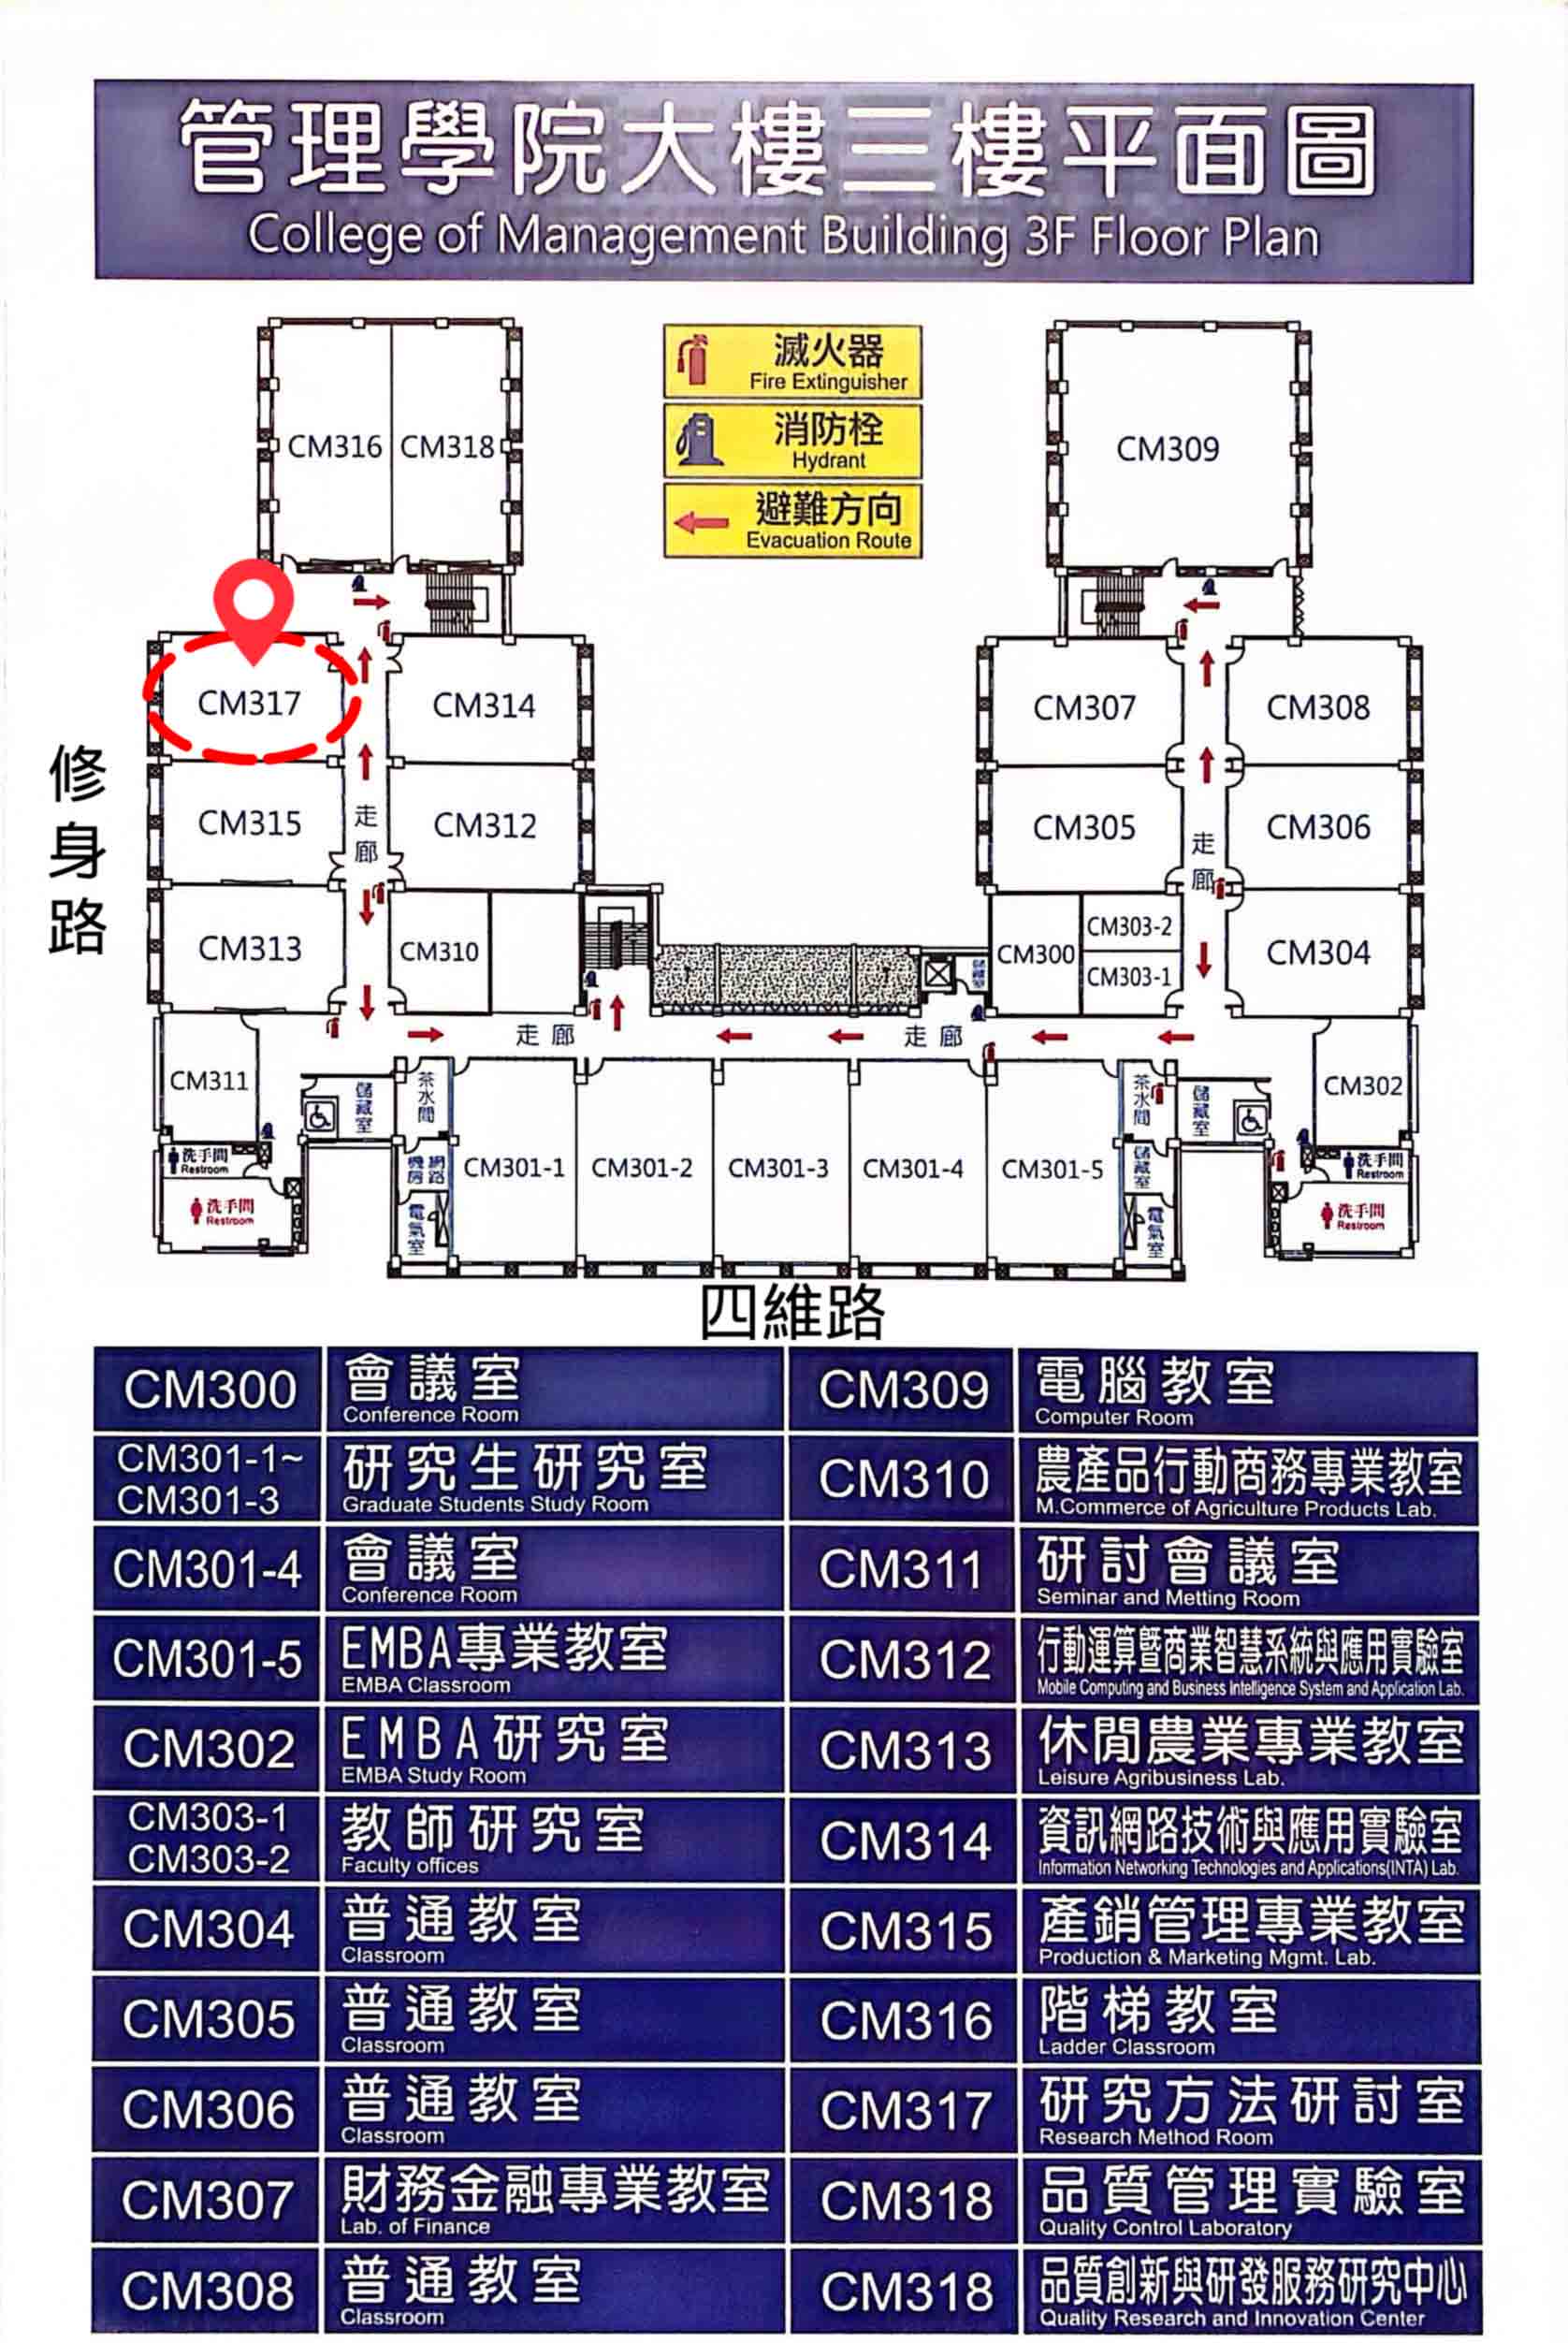 管理學院大樓三樓平面圖
College of Management Building 3F Floor Plan
滅火器
Fire Extinguisher
消防栓
Hydrant
避難方向
Evacuation Route
CM316
CM318
CM309
CM317
CM314
CM307
CM308
修身路
CM315
走廊
CM312
CM305
走廊
CM306
CM313
CM310
CM300
CM303-2
CM303-1
CM304
儲藏室
走廊
走廊
CM311
儲藏室
茶水間
茶水間
儲藏室
CM302
洗手間
Restroom
洗手間
Restroom
網路機房
電氣室
CM301-1
CM301-2
CM301-3
CM301-4
CM301-5
儲藏室
電氣室
洗手間
Restroom
洗手間
Restroom
四維路
CM300
會議室
Conference Room
CM301-1~
CM301-3
研究生研究室
Graduate Students Study Room
CM301-4
會議室
Conference Room
CM301-5
EMBA專業教室
EMBA Classroom
CM302
EMBA研究室
EMBA Study Room
CM303-1
CM303-2
教師研究室
Faculty offices
CM304
普通教室
Classroom
CM305
普通教室
Classroom
CM306
普通教室
Classroom
CM307
財務金融專業教室
Lab. of Finance
CM308
普通教室
Classroom
CM309
電腦教室
Computer Room
CM310
農產品行動商務專業教室
M.Commerce of Agriculture Products Lab.
CM311
研討會議室
Seminar and Metting Room
CM312
行動運算暨商業智慧系統與應用實驗室
Mobile Computing and Business Intelligence System and Application Lab.
CM313
休閒農業專業教室
Leisure Agribusiness Lab.
CM314
資訊網路技術與應用實驗室
Information Networking Technologies and Applications(INTA) Lab.
CM315
產銷管理專業教室
Production & Marketing Mgmt. Lab.
CM316
階梯教室
Ladder Classroom
CM317
研究方法研討室
Research Method Room
CM318
品質管理實驗室
Quality Control Laboratory
CM318
品質創新與研發服務研究中心
Quality Research and Innovation Center